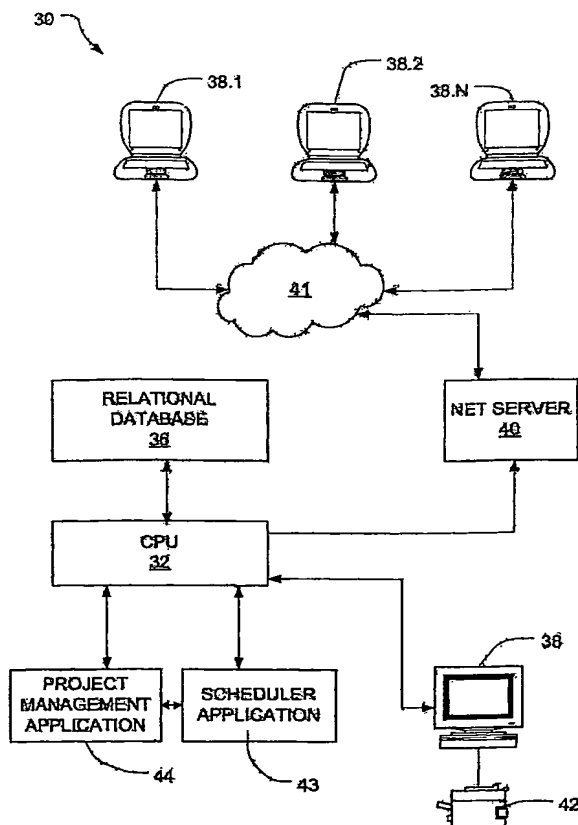 30
38.1
38.2
38.N
41
RELATIONAL
DATABASE
36
NET SERVER
40
CPU
32
PROJECT
MANAGEMENT
APPLICATION
SCHEDULER
APPLICATION
38
44
43
42